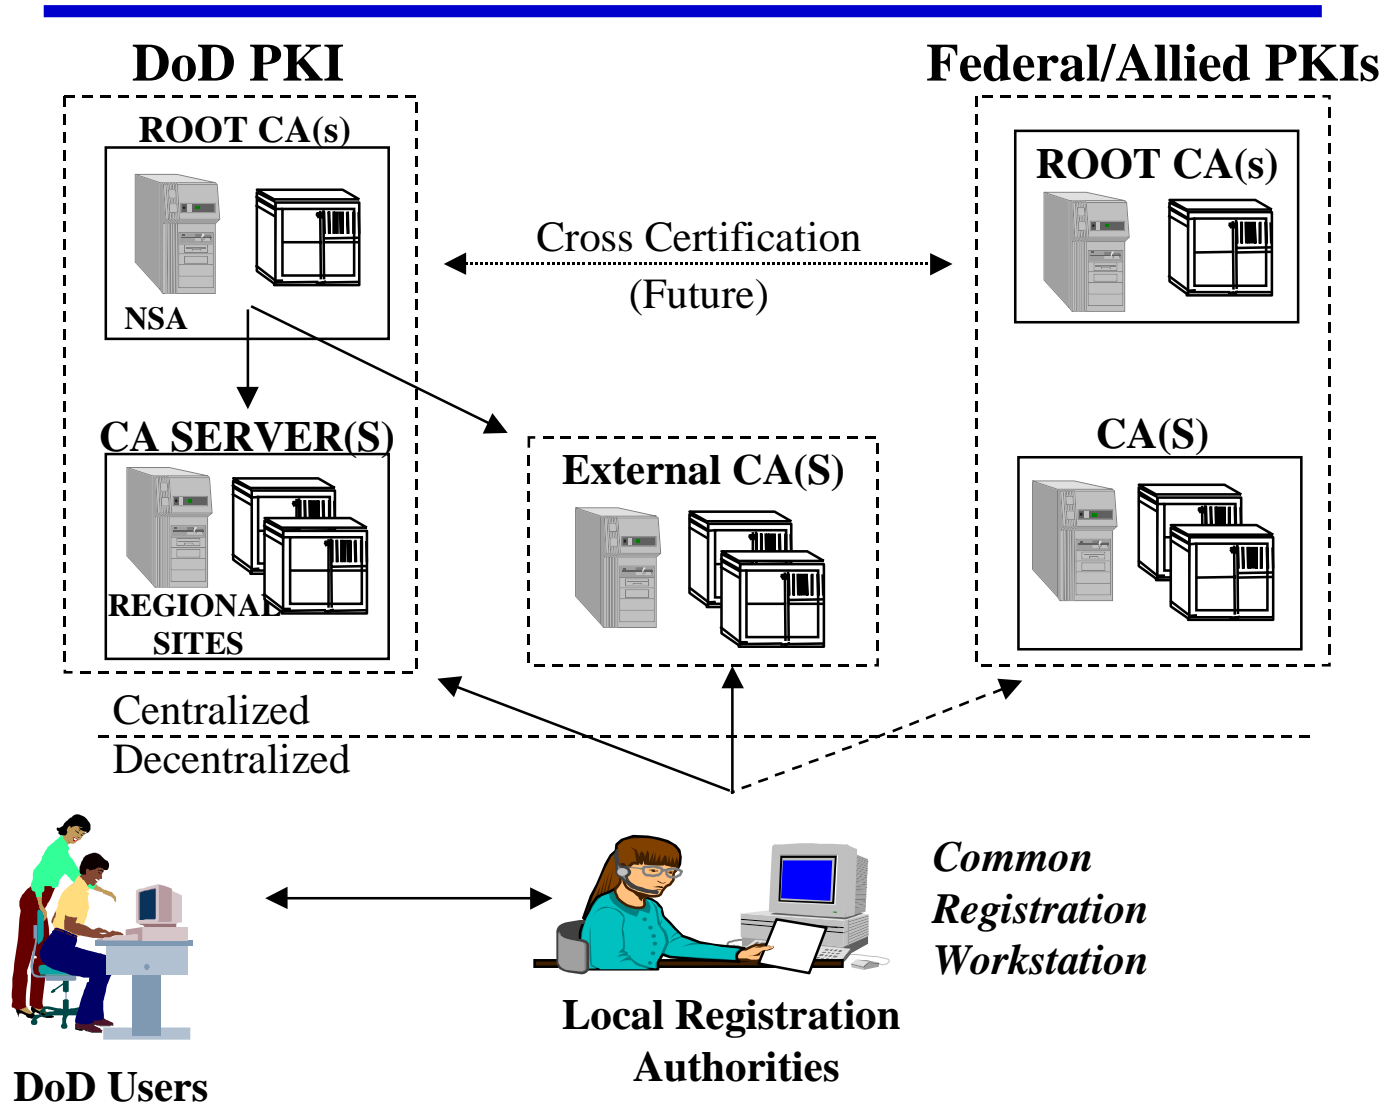 DoD PKI
Federal/Allied PKIs
ROOT CA(s)
NSA
ROOT CA(s)
Cross Certification
(Future)
CA SERVER(S)
REGIONAL
SITES
External CA(S)
CA(S)
Centralized
Decentralized
Common
Registration
Workstation
Local Registration
Authorities
DoD Users